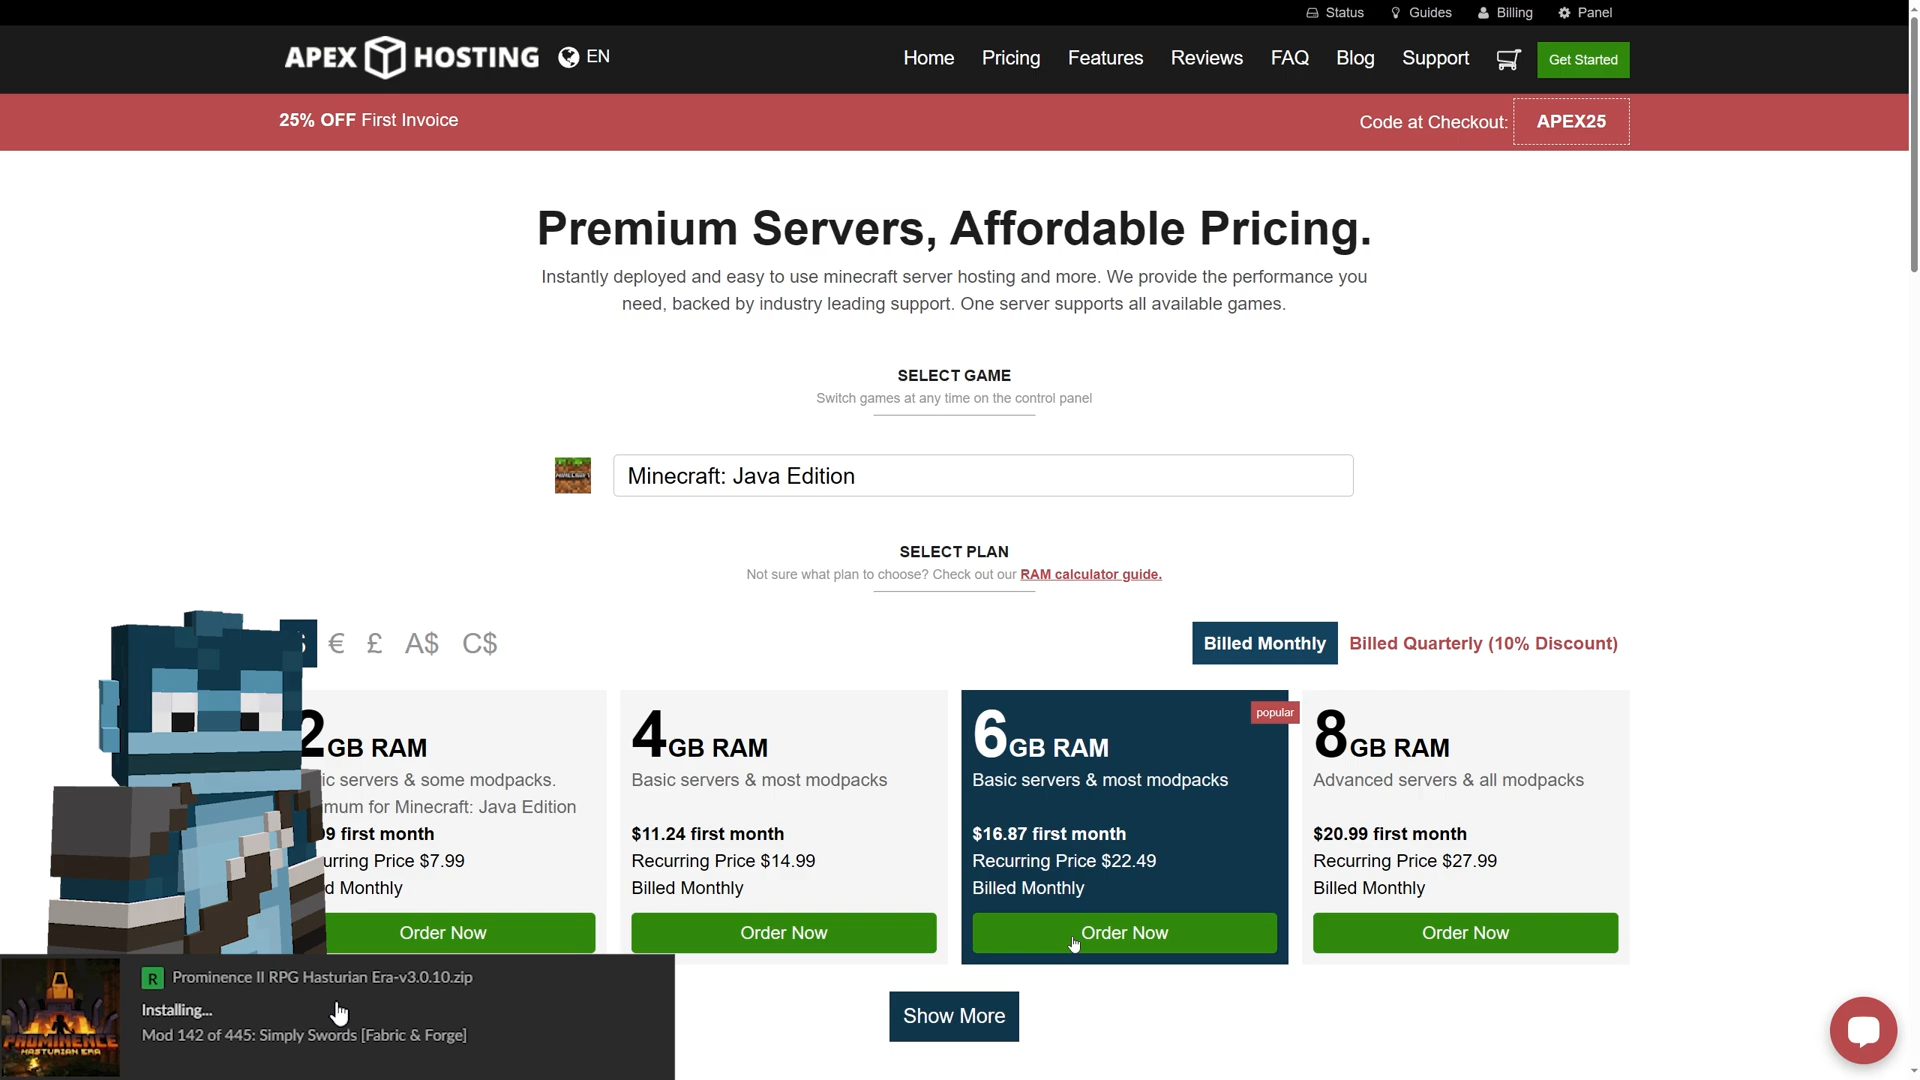 Status
Guides
Billing
Panel
APEX HOSTING
EN
Home
Pricing
Features
Reviews
FAQ
Blog
Support
Get Started
25% OFF First Invoice
Code at Checkout: APEX25
Premium Servers, Affordable Pricing.
Instantly deployed and easy to use minecraft server hosting and more. We provide the performance you
need, backed by industry leading support. One server supports all available games.
SELECT GAME
Switch games at any time on the control panel
Minecraft: Java Edition
SELECT PLAN
Not sure what plan to choose? Check out our RAM calculator guide.
€ £ A$ C$
Billed Monthly
Billed Quarterly (10% Discount)
2GB RAM
servers & some modpacks.
for Minecraft: Java Edition
first month
Price $7.99
Monthly
Order Now
4GB RAM
Basic servers & most modpacks
$11.24 first month
Recurring Price $14.99
Billed Monthly
Order Now
popular
6GB RAM
Basic servers & most modpacks
$16.87 first month
Recurring Price $22.49
Billed Monthly
Order Now
8GB RAM
Advanced servers & all modpacks
$20.99 first month
Recurring Price $27.99
Billed Monthly
Order Now
Show More
PROMINENCE
HASTURIAN ERA
R Prominence II RPG Hasturian Era-v3.0.10.zip
Installing...
Mod 142 of 445: Simply Swords [Fabric & Forge]